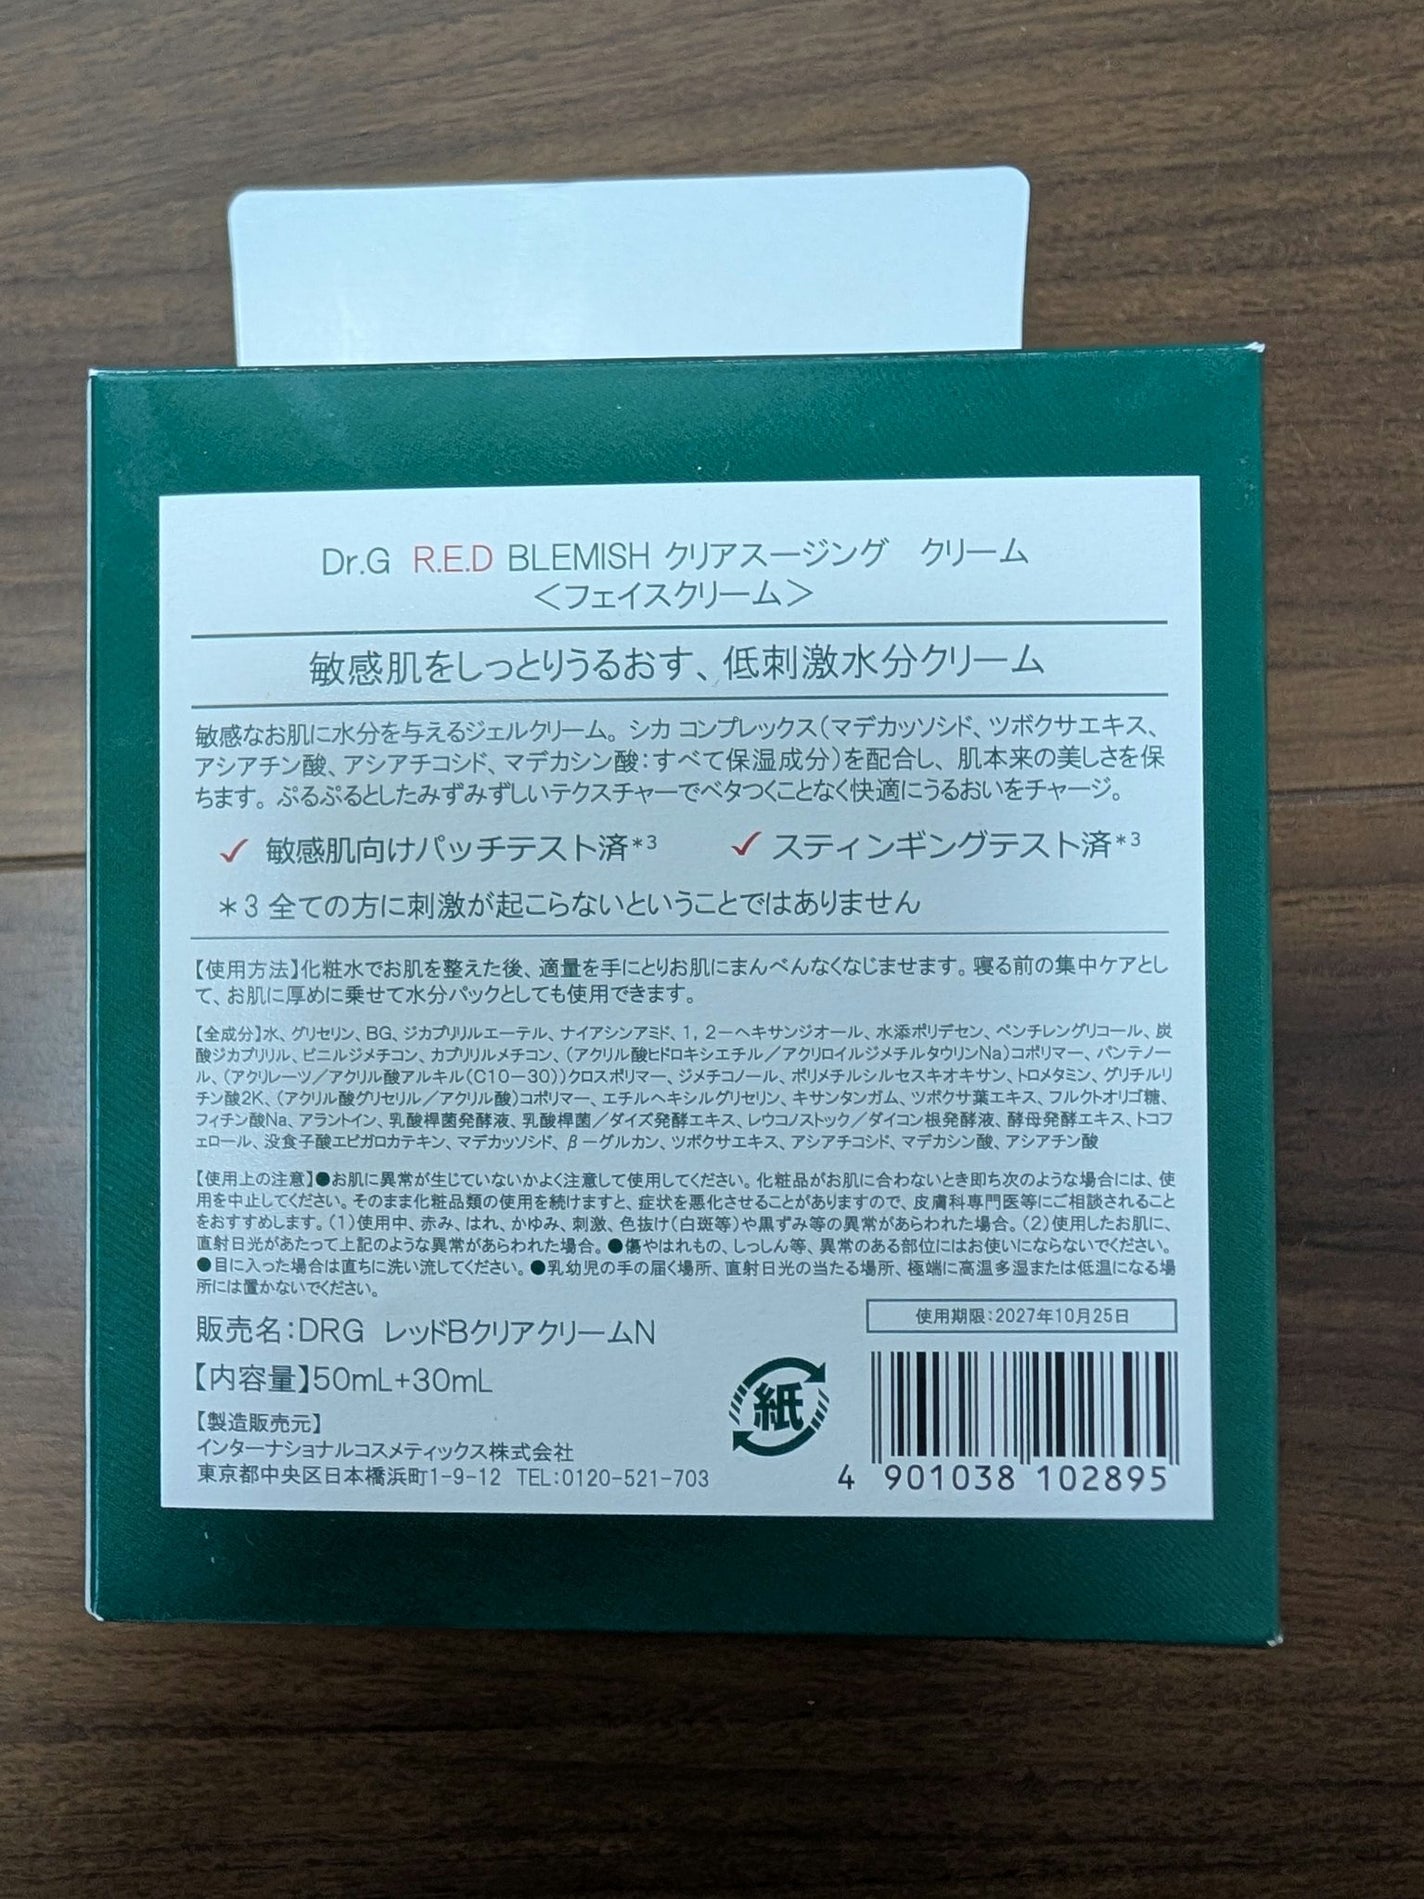 Dr.G R.E.D BLEMISH クリアスージング クリーム
＜フェイスクリーム＞
敏感肌をしっとりうるおす、低刺激水分クリーム
敏感なお肌に水分を与えるジェルクリーム。シカ コンプレックス（マデカッソシド、ツボクサエキス、
アシアチン酸、アシアチコシド、マデカシン酸：すべて保湿成分）を配合し、肌本来の美しさを保
ちます。ぷるぷるとしたみずみずしいテクスチャーでベタつくことなく快適にうるおいをチャージ。
✓ 敏感肌向けパッチテスト済*3 ✓ スティンギングテスト済*3
＊3 全ての方に刺激が起こらないということではありません
【使用方法】化粧水でお肌を整えた後、適量を手にとりお肌にまんべんなくなじませます。寝る前の集中ケアとし
て、お肌に厚めに乗せて水分パックとしても使用できます。
【全成分】水、グリセリン、BG、ジカプリリルエーテル、ナイアシンアミド、1，2－ヘキサンジオール、水添ポリデセン、ペンチレングリコール、炭
酸ジカプリリル、ビニルジメチコン、カプリリルメチコン、（アクリル酸ヒドロキシエチル／アクリロイルジメチルタウリンNa）コポリマー、パンテノー
ル、（アクリレーツ／アクリル酸アルキル（C10－30））クロスポリマー、ジメチコノール、ポリメチルシルセスキオキサン、トロメタミン、グリチルリ
チン酸2K、（アクリル酸グリセリル／アクリル酸）コポリマー、エチルヘキシルグリセリン、キサンタンガム、ツボクサ葉エキス、フルクトオリゴ糖、
フィチン酸Na、アラントイン、乳酸桿菌発酵液、乳酸桿菌／ダイズ発酵エキス、レウコノストック／ダイコン根発酵液、酵母発酵エキス、トコフ
ェロール、没食子酸エピガロカテキン、マデカッソシド、β－グルカン、ツボクサエキス、アシアチコシド、マデカシン酸、アシアチン酸
【使用上の注意】●お肌に異常が生じていないかよく注意して使用してください。化粧品がお肌に合わないとき即ち次のような場合には、使
用を中止してください。そのまま化粧品類の使用を続けますと、症状を悪化させることがありますので、皮膚科専門医等にご相談されること
をおすすめします。（1）使用中、赤み、はれ、かゆみ、刺激、色抜け（白斑等）や黒ずみ等の異常があらわれた場合。（2）使用したお肌に、
直射日光があたって上記のような異常があらわれた場合。●傷やはれもの、しっしん等、異常のある部位にはお使いにならないでください。
●目に入った場合は直ちに洗い流してください。●乳幼児の手の届く場所、直射日光の当たる場所、極端に高温多湿または低温になる場
所には置かないでください。
使用期限：2027年10月25日
販売名：DRG レッドBクリアクリームN
【内容量】50mL+30mL
紙
【製造販売元】
インターナショナルコスメティックス株式会社
東京都中央区日本橋浜町1-9-12 TEL：0120-521-703
4 901038 102895